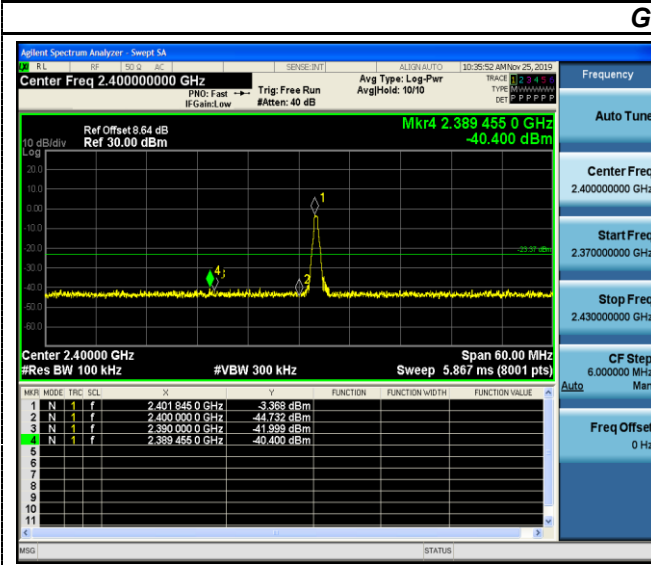 G
Agilent Spectrum Analyzer - Swept SA
RL RF 50 Ω AC SENSE:INT ALIGN AUTO 10:35:52 AM Nov 25, 2019
Center Freq 2.400000000 GHz
PNO: Fast
IFGain:Low
Trig: Free Run
#Atten: 40 dB
Avg Type: Log-Pwr
Avg|Hold: 10/10
TRACE 1 2 3 4 5 6
TYPE M W W W W W
DET P P P P P P
Frequency
Auto Tune
Center Freq
2.400000000 GHz
Start Freq
2.370000000 GHz
Stop Freq
2.430000000 GHz
CF Step
6.000000 MHz
Auto Man
Freq Offset
0 Hz
Mkr4 2.389 455 0 GHz
-40.400 dBm
Ref Offset 8.64 dB
10 dB/div Ref 30.00 dBm
Log
20.0
10.0
0.00
-10.0
-20.0
-30.0
-40.0
-50.0
-60.0
1
-23.37 dBm
4
3
2
Center 2.40000 GHz Span 60.00 MHz
#Res BW 100 kHz #VBW 300 kHz Sweep 5.867 ms (8001 pts)
MKR MODE TRC SCL X Y FUNCTION FUNCTION WIDTH FUNCTION VALUE
1 N 1 f 2.401 845 0 GHz -3.368 dBm
2 N 1 f 2.400 000 0 GHz -44.732 dBm
3 N 1 f 2.390 000 0 GHz -41.999 dBm
4 N 1 f 2.389 455 0 GHz -40.400 dBm
5
6
7
8
9
10
11
MSG STATUS